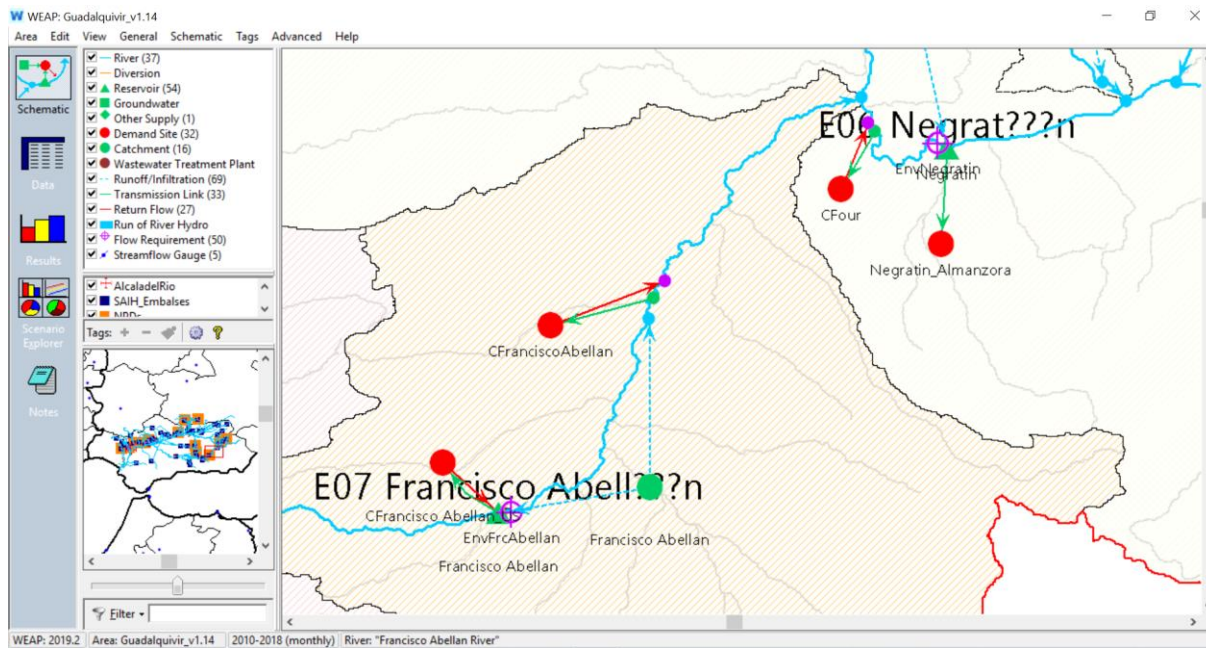 WEAP: Guadalquivir_v1.14
Area Edit View General Schematic Tags Advanced Help
Schematic
Data
Results
Scenario
Explorer
Notes
River (37)
Diversion
Reservoir (54)
Groundwater
Other Supply (1)
Demand Site (32)
Catchment (16)
Wastewater Treatment Plant
Runoff/Infiltration (69)
Transmission Link (33)
Return Flow (27)
Run of River Hydro
Flow Requirement (50)
Streamflow Gauge (5)
AlcaladelRio
SAIH_Embalses
Tags:
Filter
E06 Negrat???n
EnvNegratin
Negratin
CFour
Negratin_Almanzora
CFranciscoAbellan
E07 Francisco Abell???n
CFrancisco Abellan
EnvFrcAbellan
Francisco Abellan
Francisco Abellan
WEAP: 2019.2 Area: Guadalquivir_v1.14 2010-2018 (monthly) River: "Francisco Abellan River"